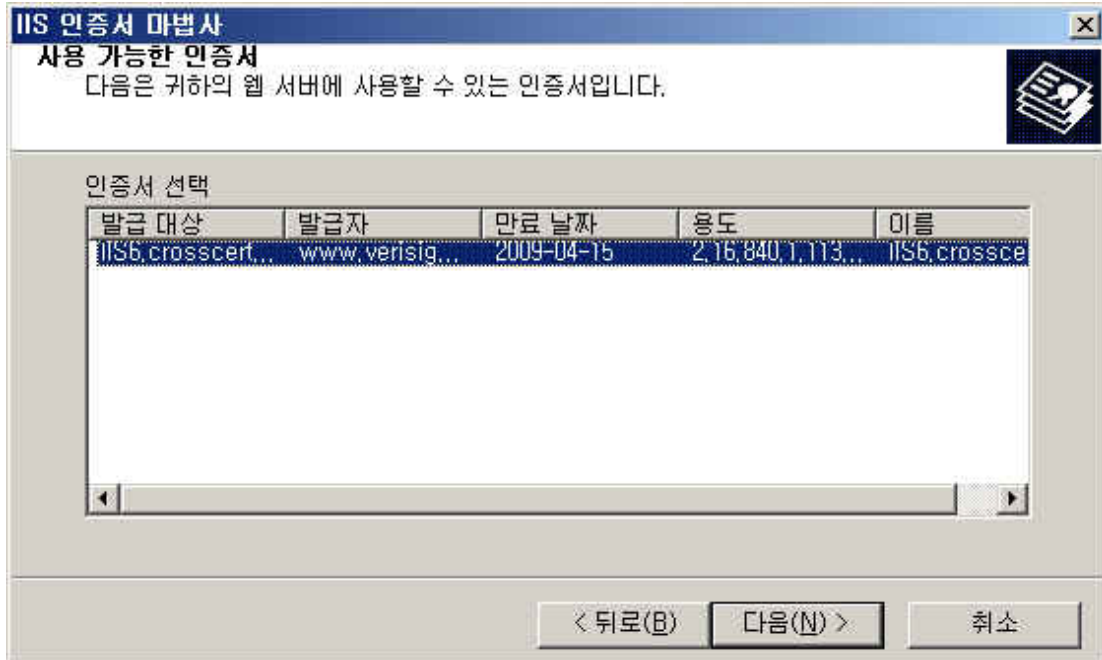 IIS 인증서 마법사
사용 가능한 인증서
다음은 귀하의 웹 서버에 사용할 수 있는 인증서입니다.
인증서 선택
발급 대상 발급자 만료 날짜 용도 이름
IIS6.crosscert,... www.verisig,... 2009-04-15 2.16.840.1.113,... IIS6.crossce
< 뒤로(B) 다음(N) > 취소